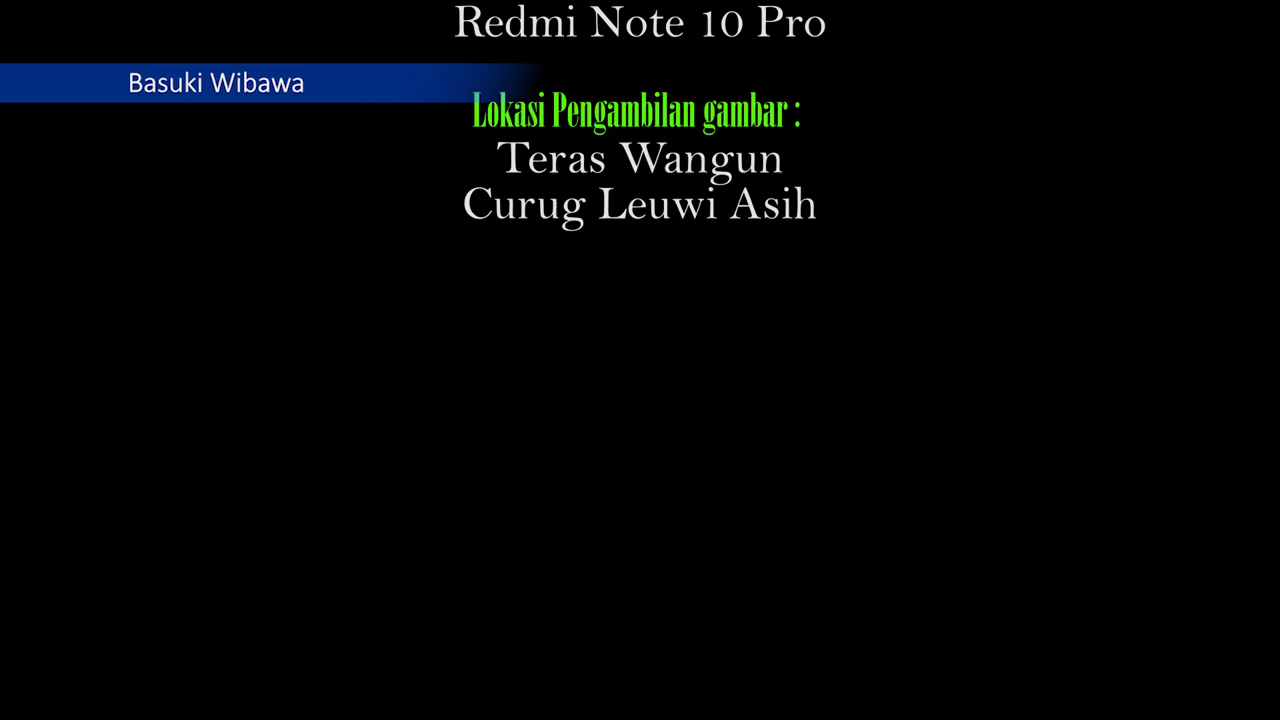 Redmi Note 10 Pro
Basuki Wibawa
Lokasi Pengambilan gambar :
Teras Wangun
Curug Leuwi Asih